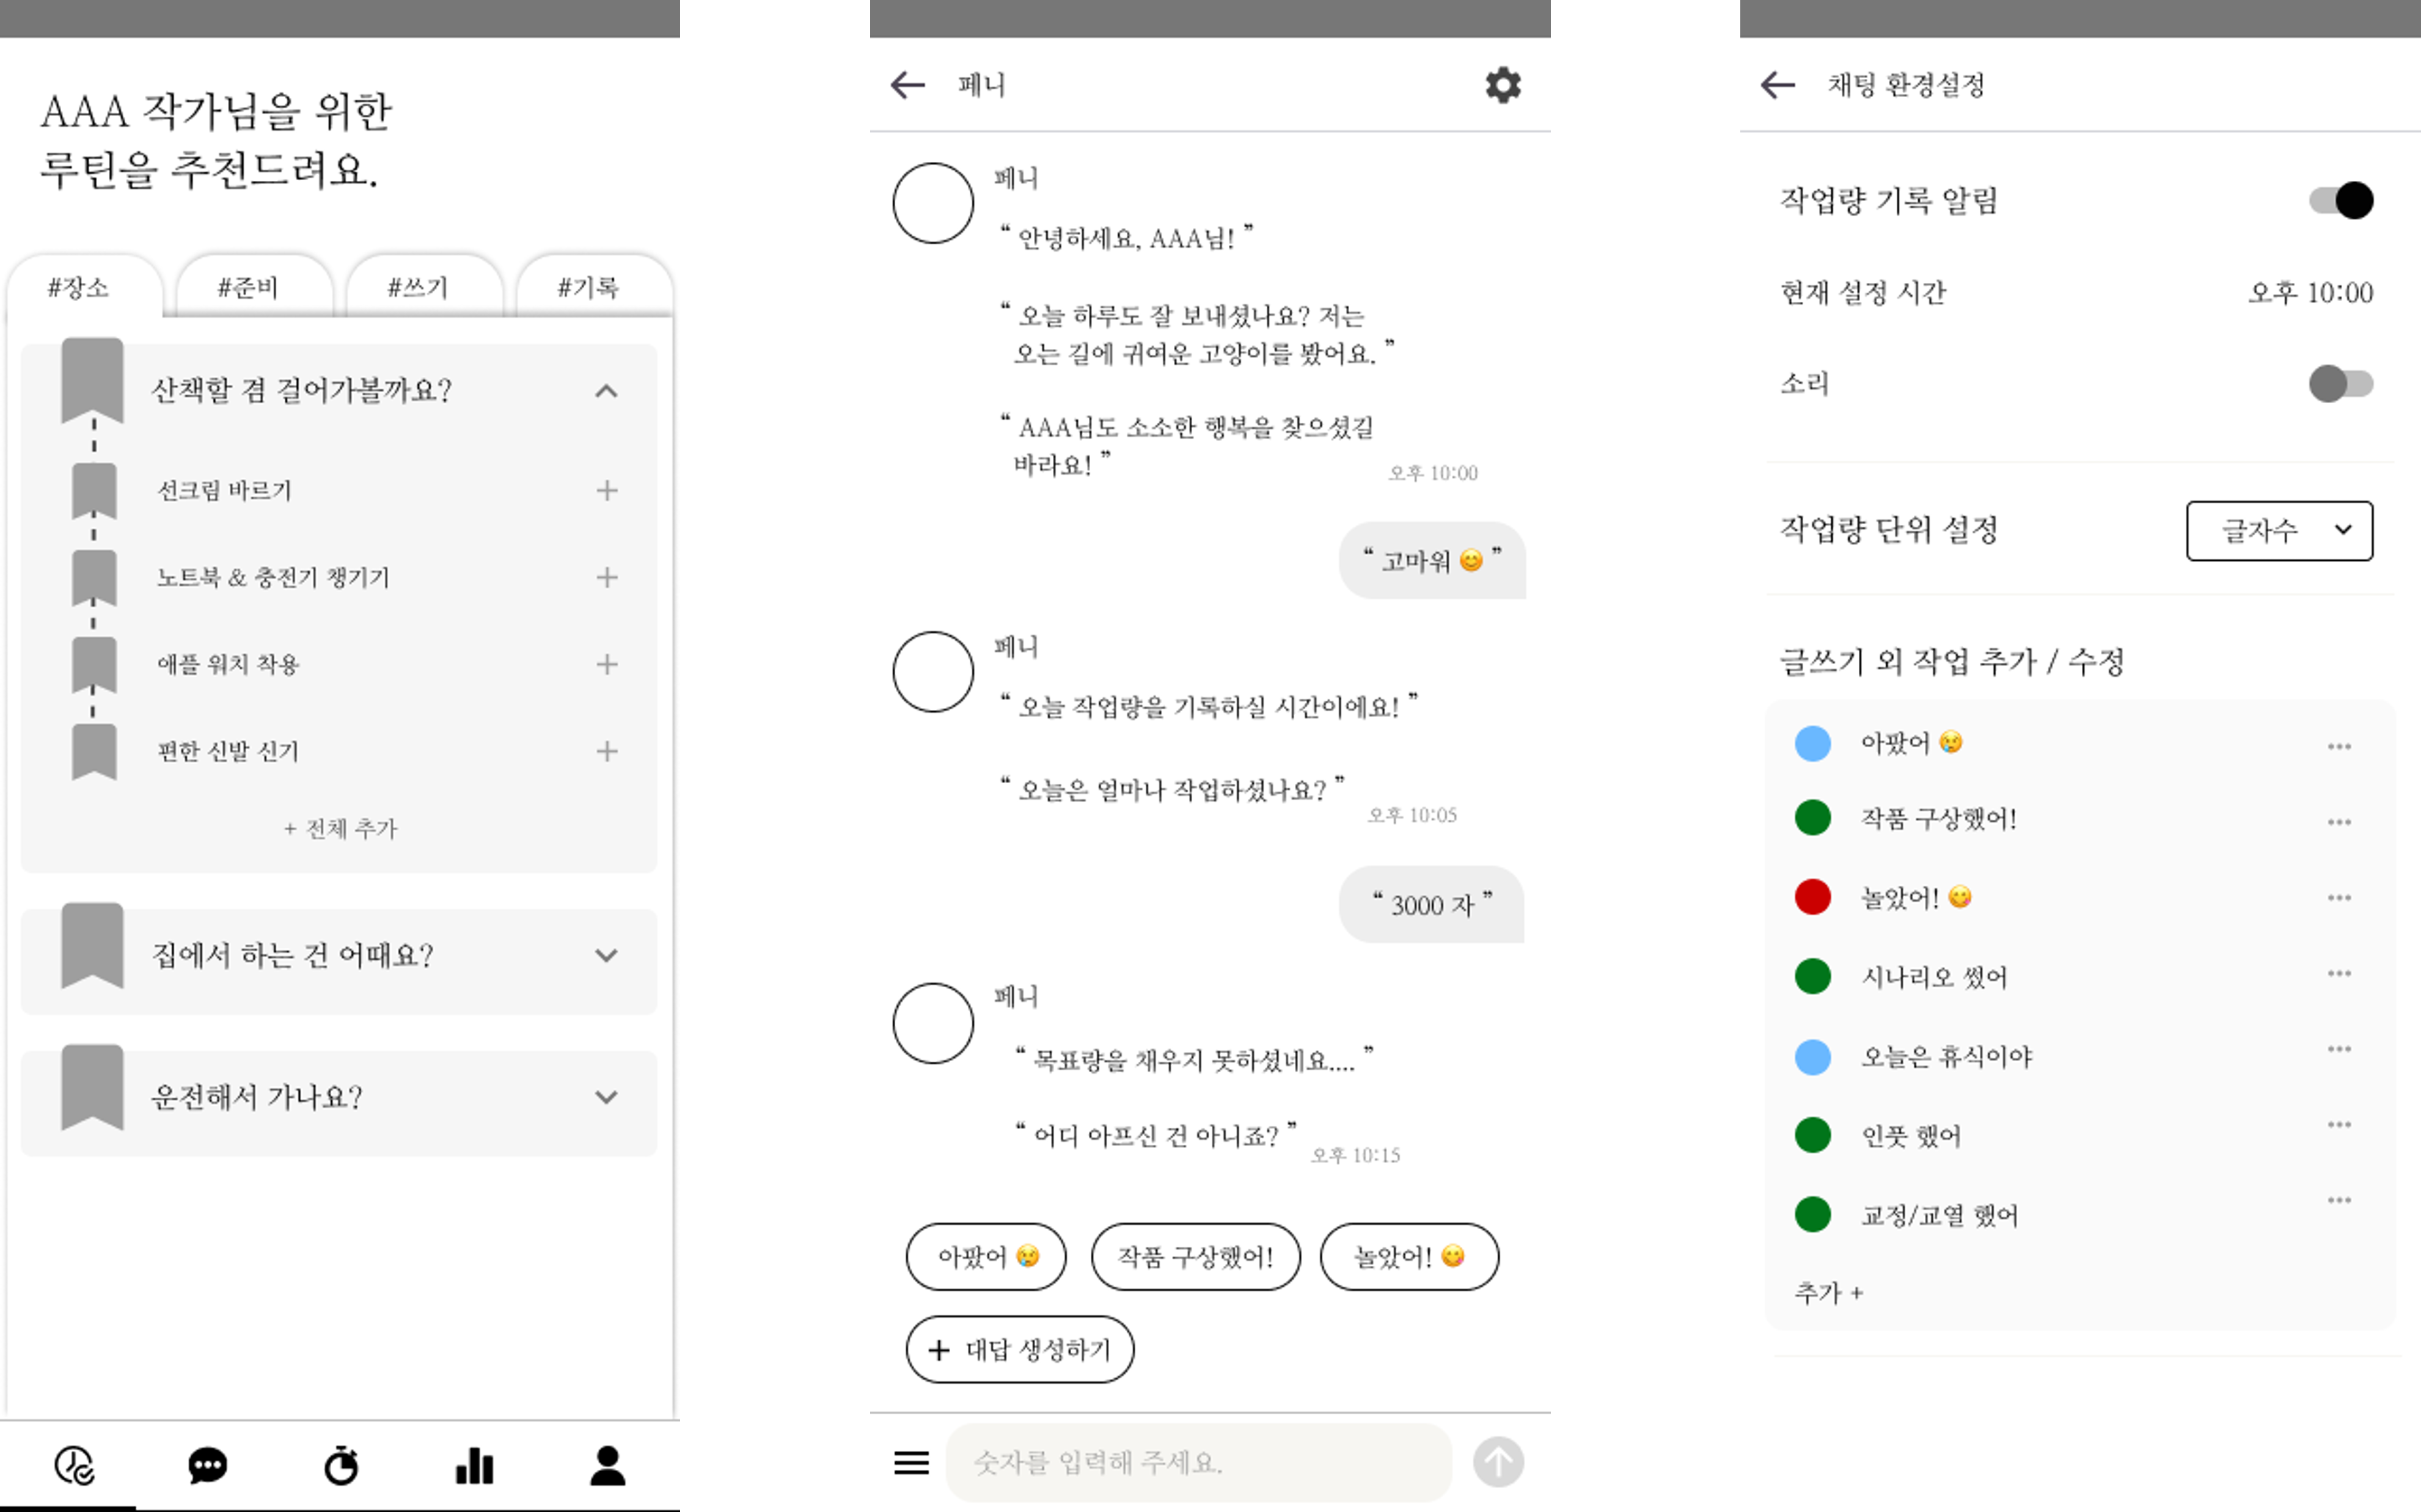 AAA 작가님을 위한
루틴을 추천드려요.
#장소
#준비
#쓰기
#기록
산책할 겸 걸어가볼까요?
선크림 바르기
노트북 & 충전기 챙기기
애플 워치 착용
편한 신발 신기
+ 전체 추가
집에서 하는 건 어때요?
운전해서 가나요?
페니
페니
“ 안녕하세요, AAA님! ”
“ 오늘 하루도 잘 보내셨나요? 저는
오는 길에 귀여운 고양이를 봤어요. ”
“ AAA님도 소소한 행복을 찾으셨길
바라요! ”
오후 10:00
“ 고마워 😊 ”
페니
“ 오늘 작업량을 기록하실 시간이에요! ”
“ 오늘은 얼마나 작업하셨나요? ”
오후 10:05
“ 3000 자 ”
페니
“ 목표량을 채우지 못하셨네요.... ”
“ 어디 아프신 건 아니죠? ”
오후 10:15
아팠어 😢
작품 구상했어!
놀았어! 😋
+ 대답 생성하기
숫자를 입력해 주세요.
채팅 환경설정
작업량 기록 알림
현재 설정 시간
오후 10:00
소리
작업량 단위 설정
글자수
글쓰기 외 작업 추가 / 수정
아팠어 😢
작품 구상했어!
놀았어! 😋
시나리오 썼어
오늘은 휴식이야
인풋 했어
교정/교열 했어
추가 +